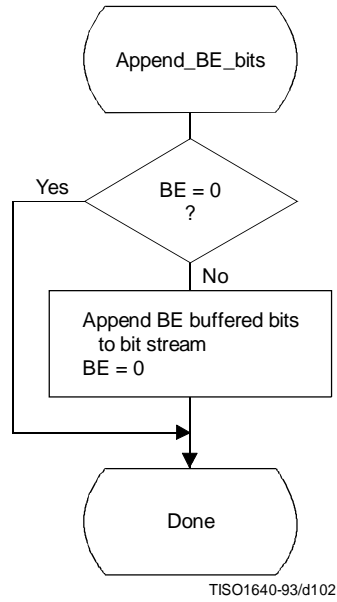 Append_BE_bits
Yes
BE = 0
?
No
Append BE buffered bits
to bit stream
BE = 0
Done
TISO1640-93/d102